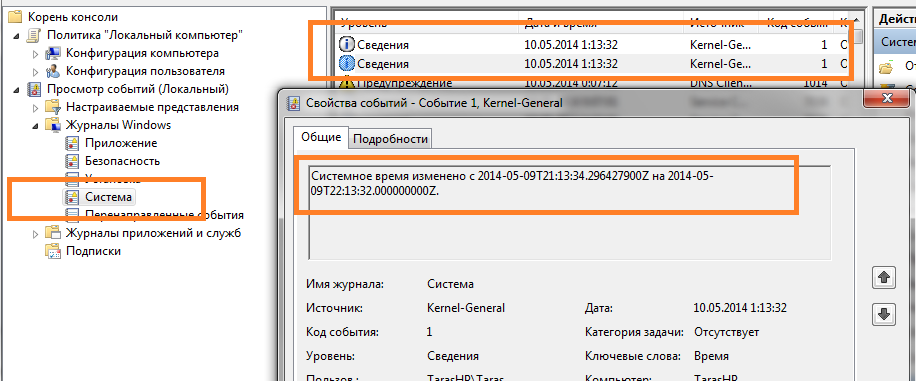 Корень консоли
Политика "Локальный компьютер"
Конфигурация компьютера
Конфигурация пользователя
Просмотр событий (Локальный)
Настраиваемые представления
Журналы Windows
Приложение
Безопасность
Установка
Система
Перенаправленные события
Журналы приложений и служб
Подписки
Уровень Дата и время Источник Код собы...
Сведения 10.05.2014 1:13:32 Kernel-Ge... 1
Сведения 10.05.2014 1:13:32 Kernel-Ge... 1
Предупреждение 10.05.2014 0:07:12 DNS Clien... 1014
Дейст
Систем
Свойства событий - Событие 1, Kernel-General
Общие Подробности
Системное время изменено с 2014-05-09T21:13:34.296427900Z на 2014-05-
09T22:13:32.000000000Z.
Имя журнала: Система
Источник: Kernel-General Дата: 10.05.2014 1:13:32
Код события: 1 Категория задачи: Отсутствует
Уровень: Сведения Ключевые слова: Время
Пользов.: TarasHP\Taras Компьютер: TarasHP